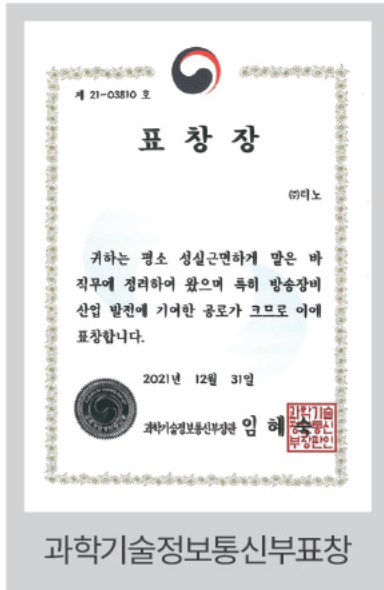 제 21-03810 호
표 창 장
㈜티노
귀하는 평소 성실근면하게 맡은 바
직무에 정려하여 왔으며 특히 방송장비
산업 발전에 기여한 공로가 크므로 이에
표창합니다.
2021년 12월 31일
과학기술정보통신부장관 임 혜 숙
과학기술
정보통신
부장관인
과학기술정보통신부표창